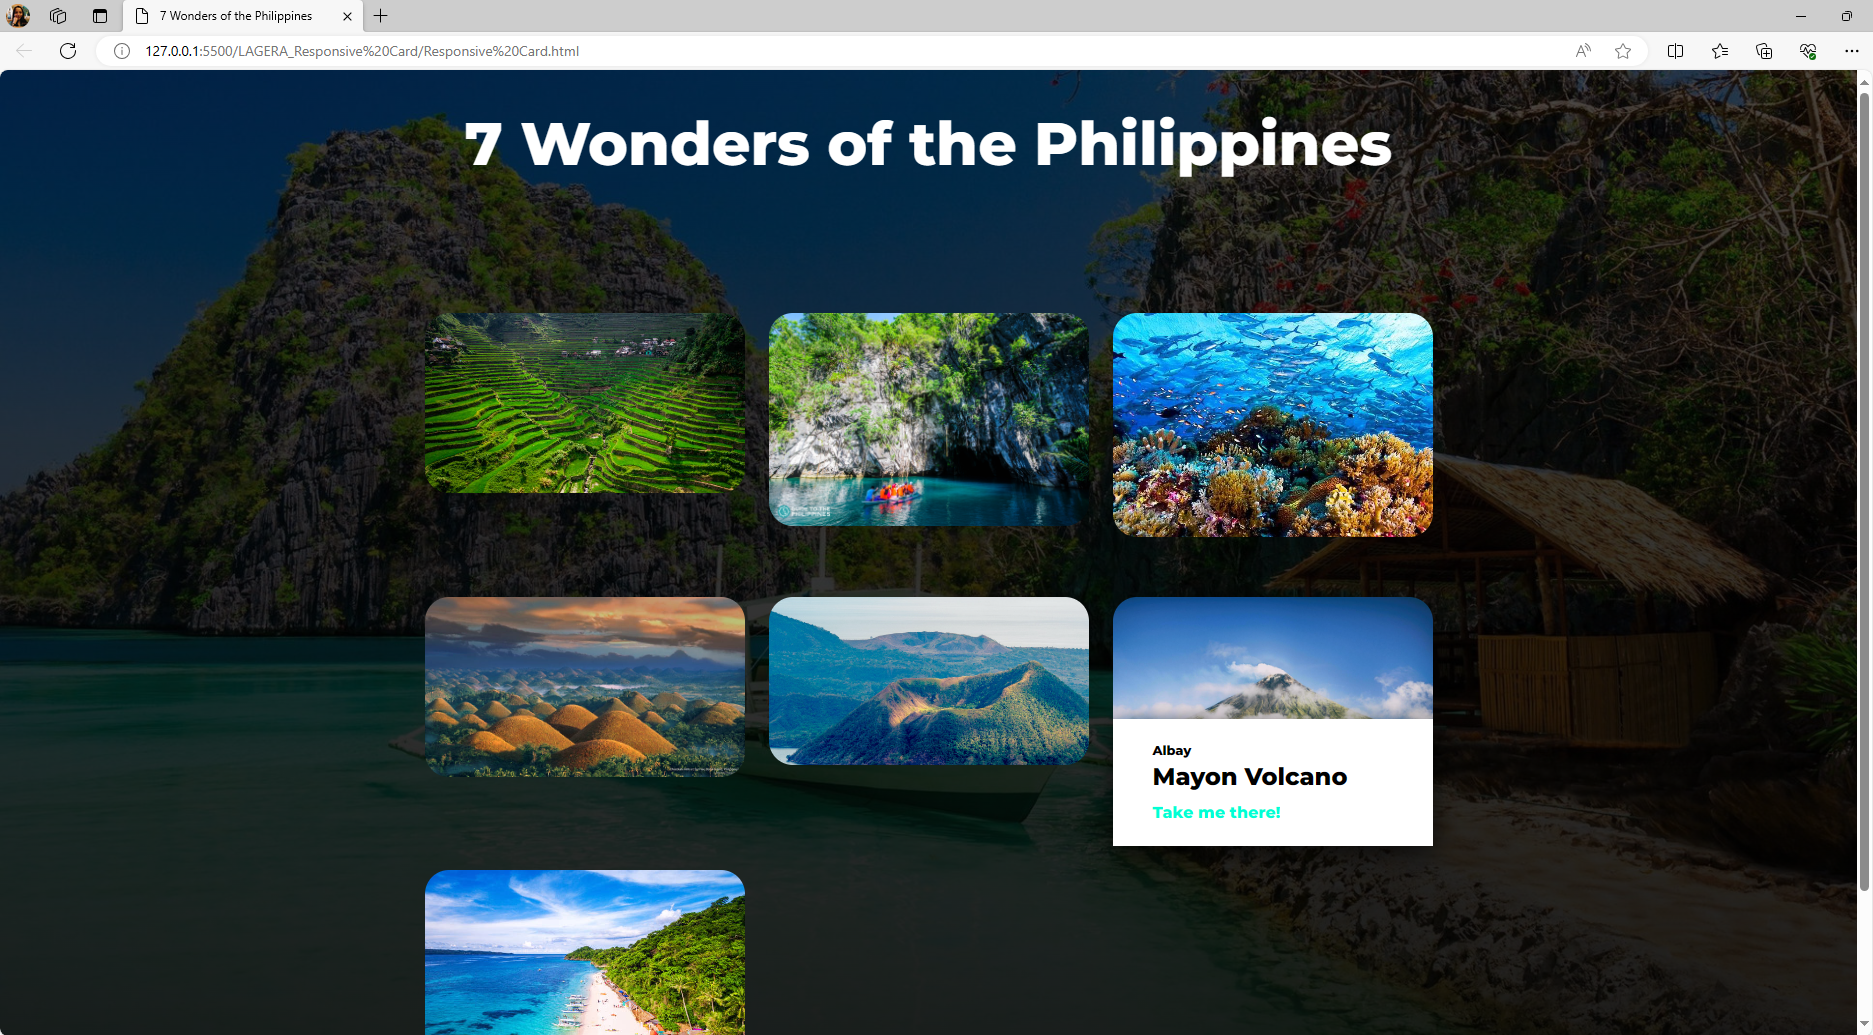 7 Wonders of the Philippines
127.0.0.1:5500/LAGERA_Responsive%20Card/Responsive%20Card.html
7 Wonders of the Philippines
Albay
Mayon Volcano
Take me there!